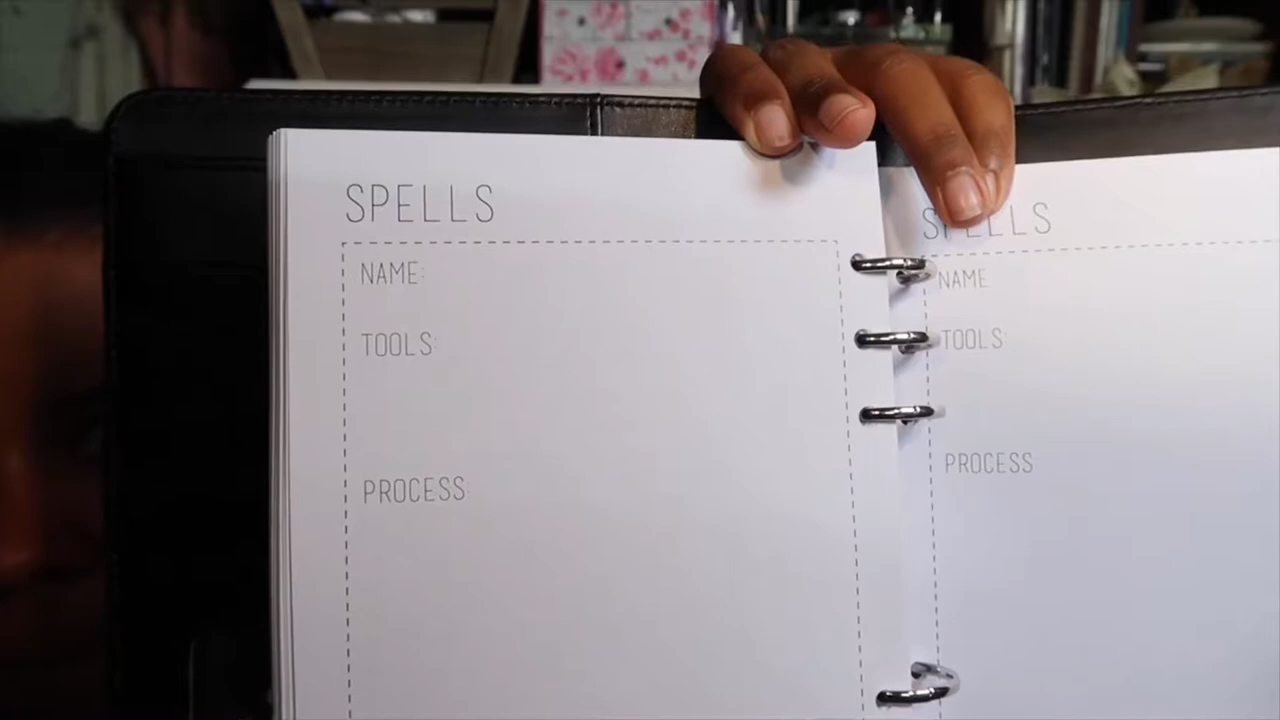 SPELLS
NAME:
TOOLS:
PROCESS
SPELLS
NAME
TOOLS
PROCESS